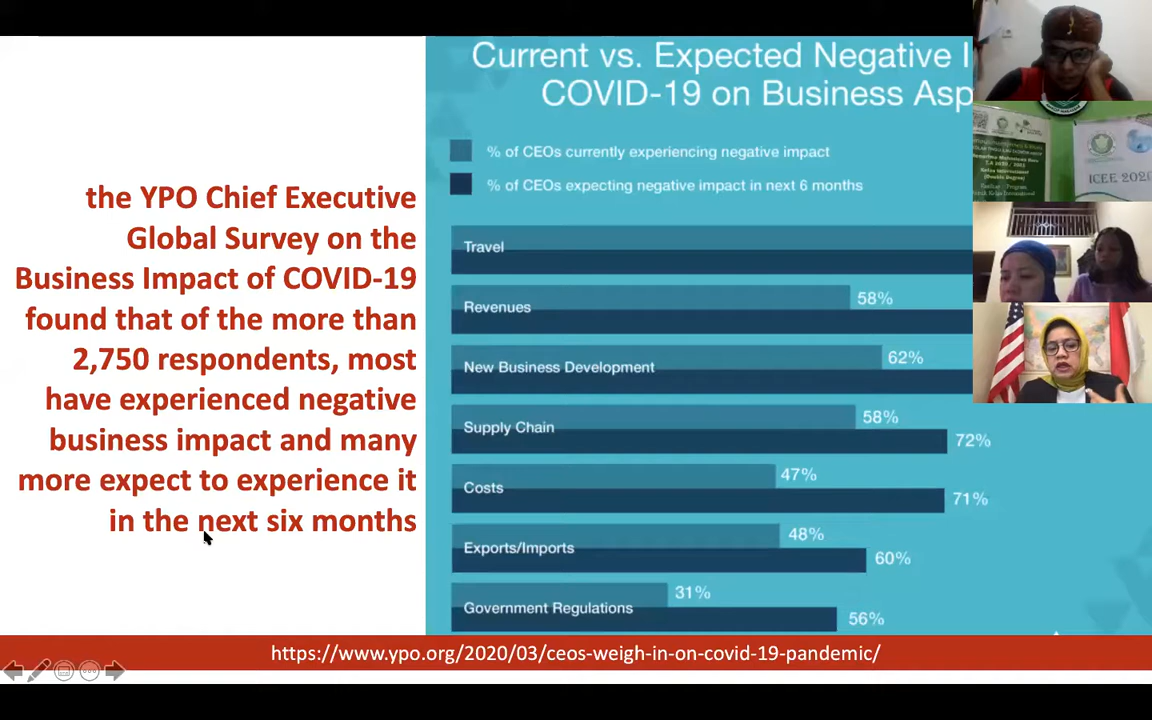 the YPO Chief Executive
Global Survey on the
Business Impact of COVID-19
found that of the more than
2,750 respondents, most
have experienced negative
business impact and many
more expect to experience it
in the next six months
Current vs. Expected Negative
COVID-19 on Business
% of CEOs currently experiencing negative impact
% of CEOs expecting negative impact in next 6 months
Travel
Revenues 58%
New Business Development 62%
Supply Chain 58%
72%
Costs 47%
71%
Exports/Imports 48%
60%
Government Regulations 31%
56%
https://www.ypo.org/2020/03/ceos-weigh-in-on-covid-19-pandemic/
ICEE 2020